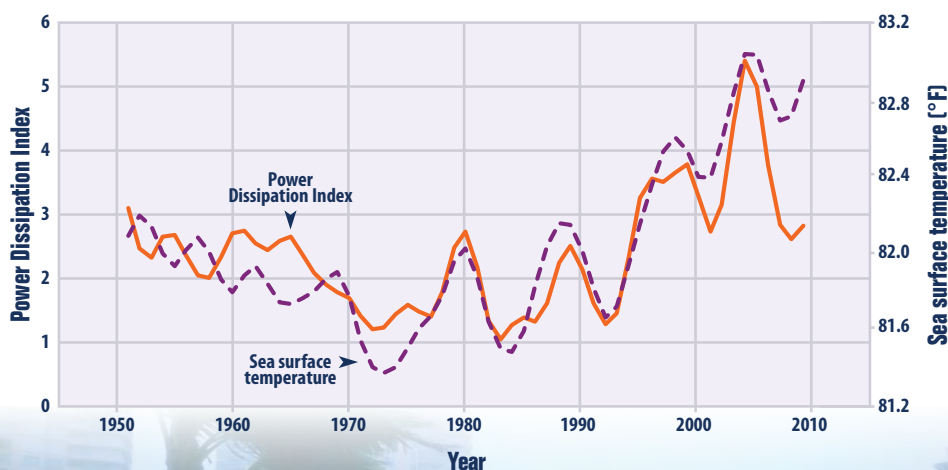 6
5
4
3
2
1
0
Power Dissipation Index
83.2
82.8
82.4
82.0
81.6
81.2
Sea surface temperature (°F)
Power
Dissipation Index
Sea surface
temperature
1950
1960
1970
1980
1990
2000
2010
Year